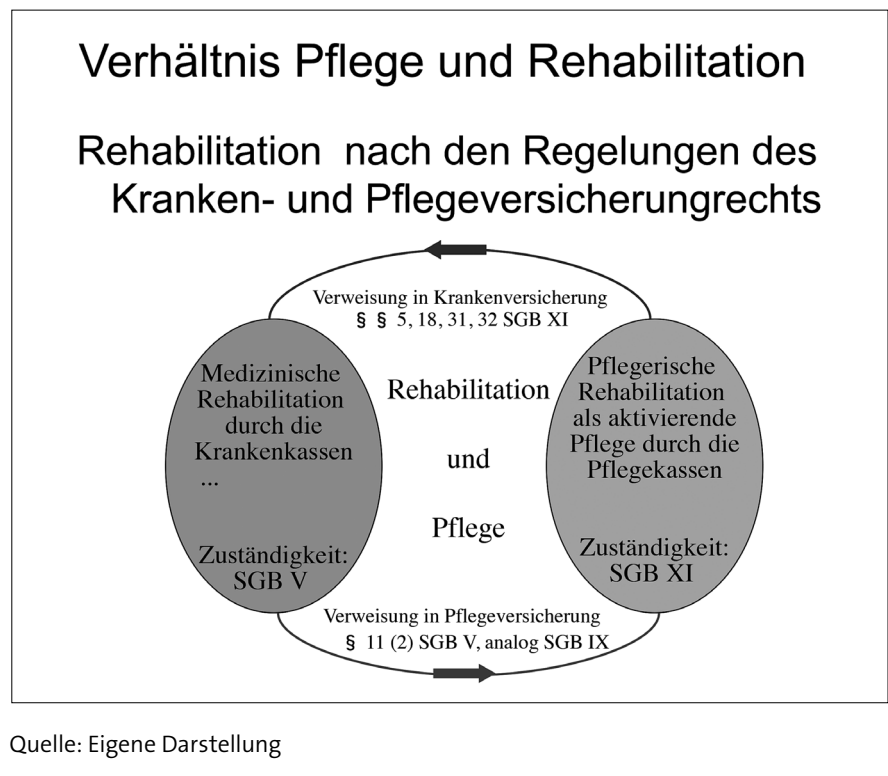 Verhältnis Pflege und Rehabilitation
Rehabilitation nach den Regelungen des
Kranken- und Pflegeversicherungrechts
Verweisung in Krankenversicherung
§ § 5, 18, 31, 32 SGB XI
Medizinische
Rehabilitation
durch die
Krankenkassen
...
Zuständigkeit:
SGB V
Rehabilitation
und
Pflege
Pflegerische
Rehabilitation
als aktivierende
Pflege durch die
Pflegekassen
Zuständigkeit:
SGB XI
Verweisung in Pflegeversicherung
§ 11 (2) SGB V, analog SGB IX
Quelle: Eigene Darstellung